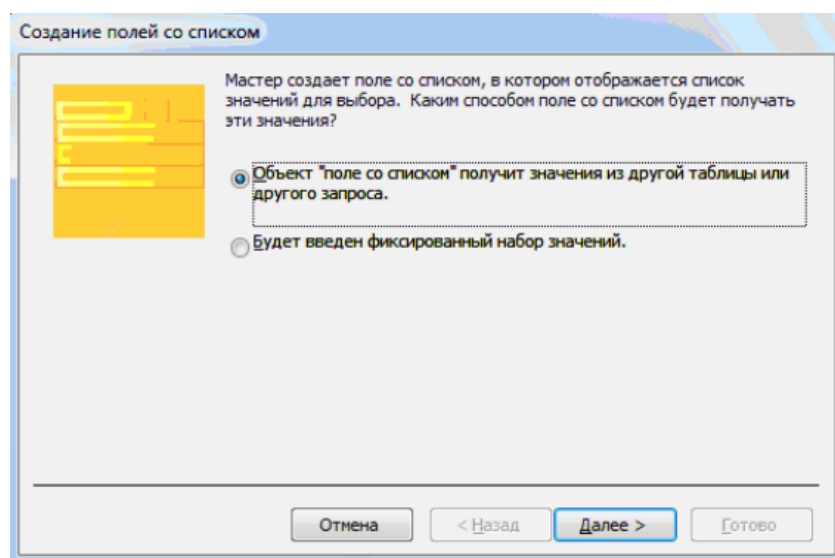 Создание полей со списком
Мастер создает поле со списком, в котором отображается список
значений для выбора. Каким способом поле со списком будет получать
эти значения?
Объект "поле со списком" получит значения из другой таблицы или
другого запроса.
Будет введен фиксированный набор значений.
Отмена
< Назад
Далее >
Готово